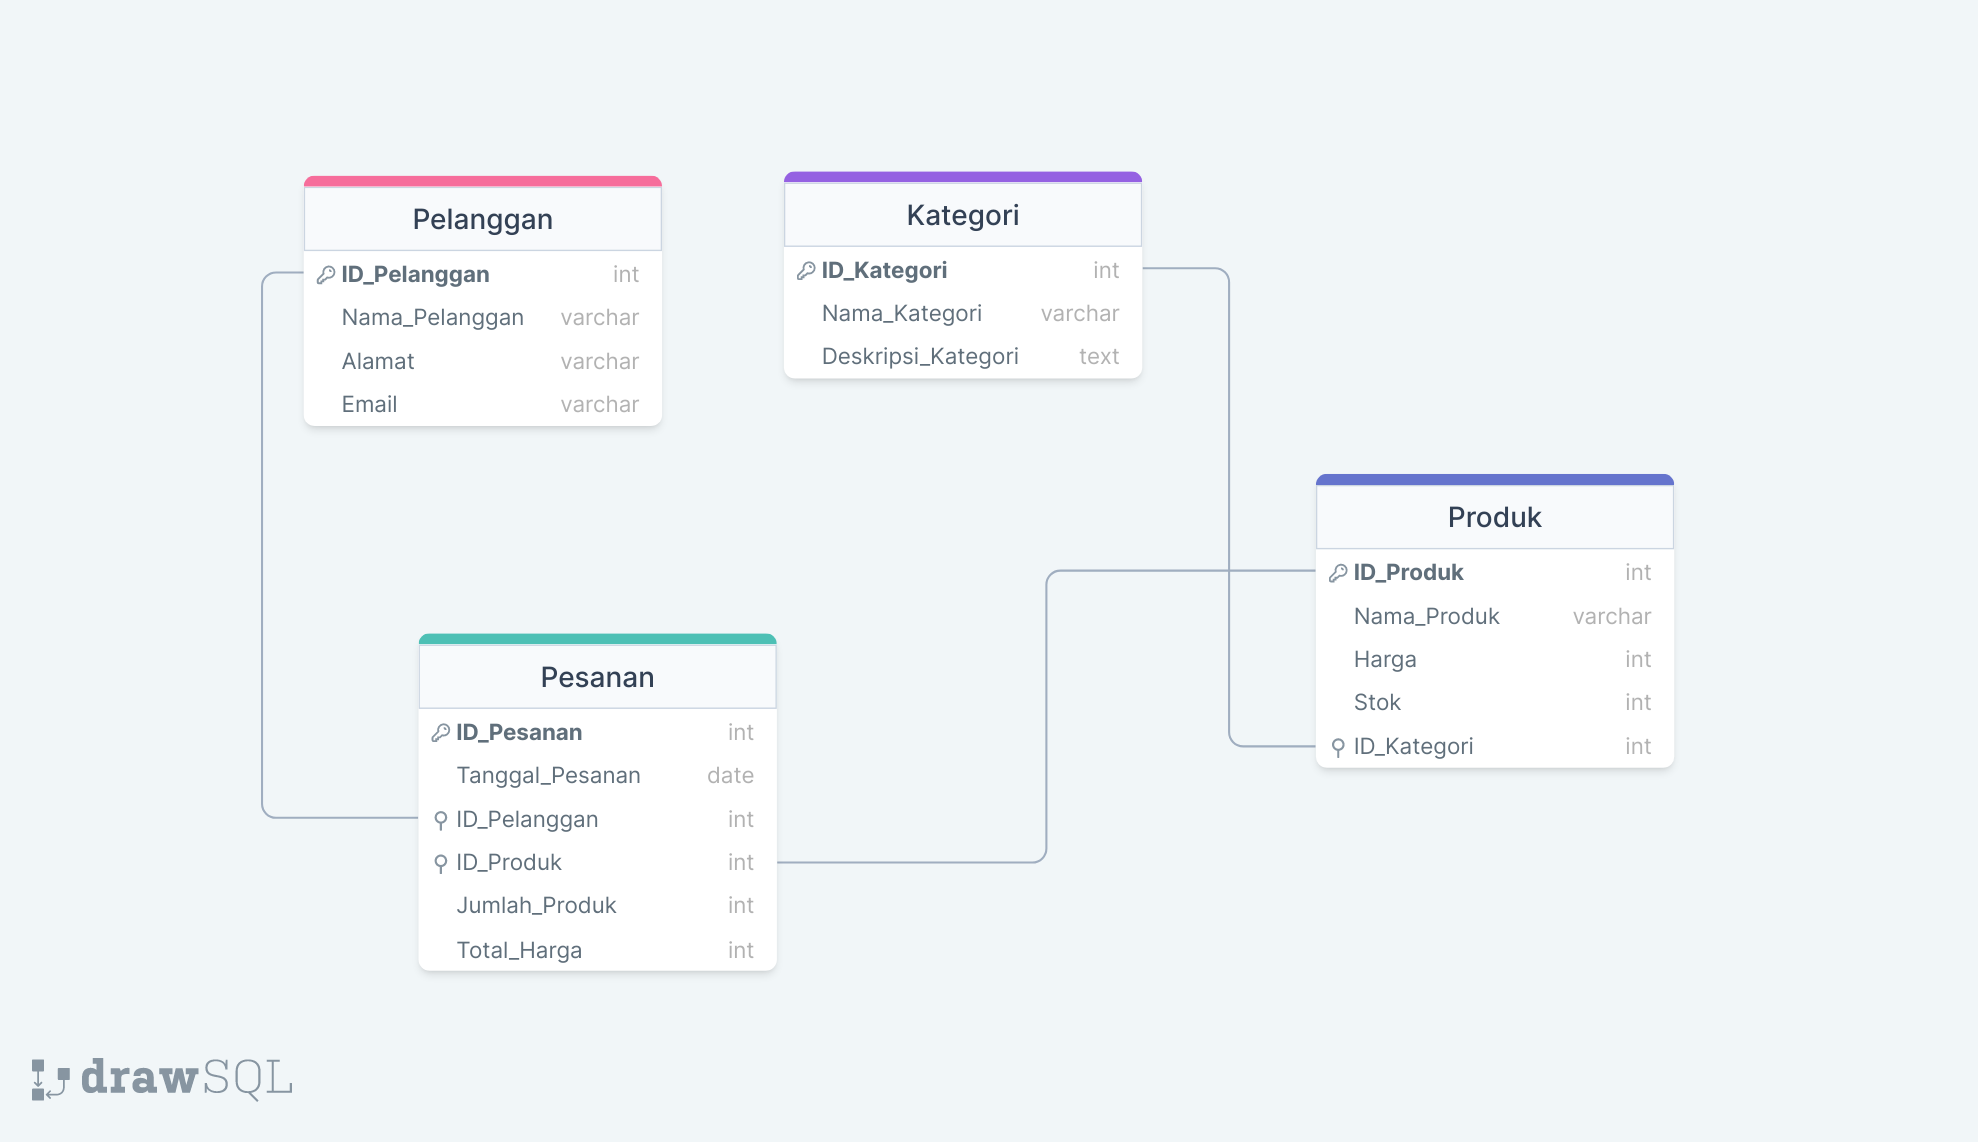 Pelanggan
ID_Pelanggan int
Nama_Pelanggan varchar
Alamat varchar
Email varchar
Kategori
ID_Kategori int
Nama_Kategori varchar
Deskripsi_Kategori text
Produk
ID_Produk int
Nama_Produk varchar
Harga int
Stok int
ID_Kategori int
Pesanan
ID_Pesanan int
Tanggal_Pesanan date
ID_Pelanggan int
ID_Produk int
Jumlah_Produk int
Total_Harga int
drawSQL